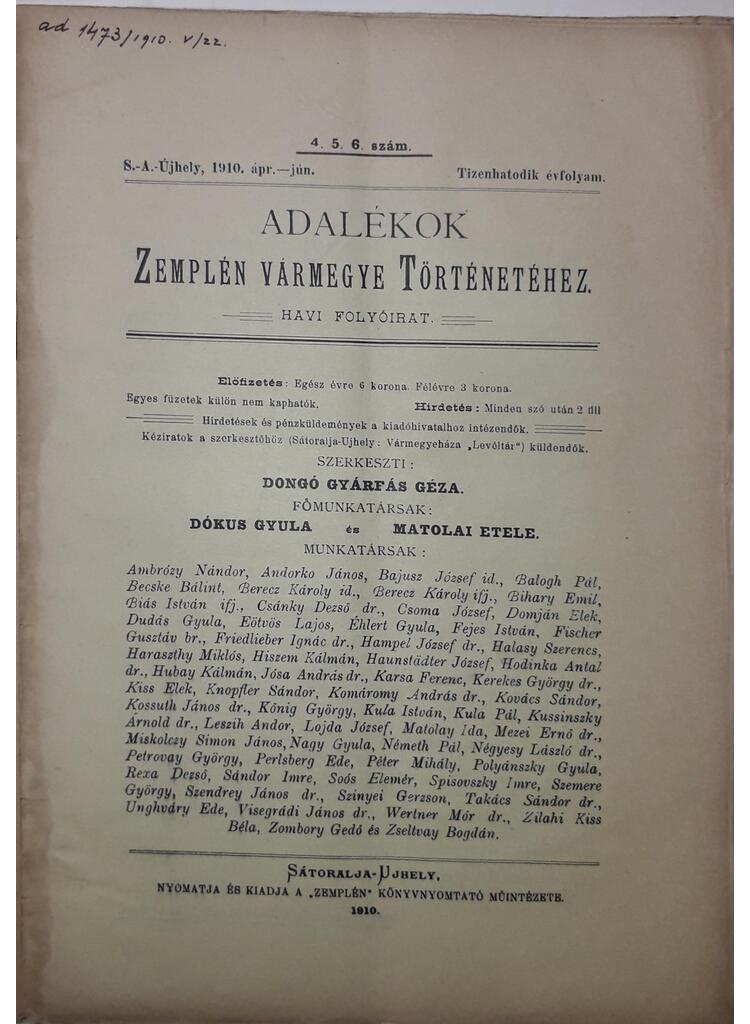 ad 1473/1910. V/22.
4. 5. 6. szám.
S.-A.-Újhely, 1910. ápr.—jún. Tizenhatodik évfolyam.
ADALÉKOK
ZEMPLÉN VÁRMEGYE TÖRTÉNETÉHEZ.
HAVI FOLYÓIRAT.
Előfizetés: Egész évre 6 korona. Félévre 3 korona.
Egyes füzetek külön nem kaphatók. Hirdetés: Minden szó után 2 fill
Hirdetések és pénzküldemények a kiadóhivatalhoz intézendők.
Kéziratok a szerkesztőhöz (Sátoralja-Ujhely: Vármegyeháza „Levéltár") küldendők.
SZERKESZTI:
DONGÓ GYÁRFÁS GÉZA.
FŐMUNKATÁRSAK:
DÓKUS GYULA és MATOLAI ETELE.
MUNKATÁRSAK:
Ambrózy Nándor, Andorko János, Bajusz József id., Balogh Pál,
Becske Bálint, Berecz Károly id., Berecz Károly ifj., Bihary Emil,
Biás István ifj., Csánky Dezső dr., Csoma József, Domján Elek,
Dudás Gyula, Eötvös Lajos, Éhlert Gyula, Fejes István, Fischer
Gusztáv br., Friedlieber Ignác dr., Hampel József dr., Halasy Szerencs,
Haraszthy Miklós, Hiszem Kálmán, Haunstädter József, Hodinka Antal
dr., Hubay Kálmán, Jósa András dr., Karsa Ferenc, Kerekes György dr.,
Kiss Elek, Knopfler Sándor, Komáromy András dr., Kovács Sándor,
Kossuth János dr., König György, Kula István, Kula Pál, Kussinszky
Arnold dr., Leszih Andor, Lojda József, Matolay Ida, Mezei Ernő dr.,
Miskolczy Simon János, Nagy Gyula, Németh Pál, Négyesy László dr.,
Petrovay György, Perlsberg Ede, Péter Mihály, Polyánszky Gyula,
Rexa Dezső, Sándor Imre, Soós Elemér, Spisovszky Imre, Szemere
György, Szendrey János dr., Szinyei Gerzson, Takács Sándor dr.,
Unghváry Ede, Visegrádi János dr., Wertner Mór dr., Zilahi Kiss
Béla, Zombory Gedő és Zseltvay Bogdán.
SÁTORALJA-UJHELY,
NYOMATJA ÉS KIADJA A „ZEMPLÉN" KÖNYVNYOMTATÓ MŰINTÉZETE.
1910.